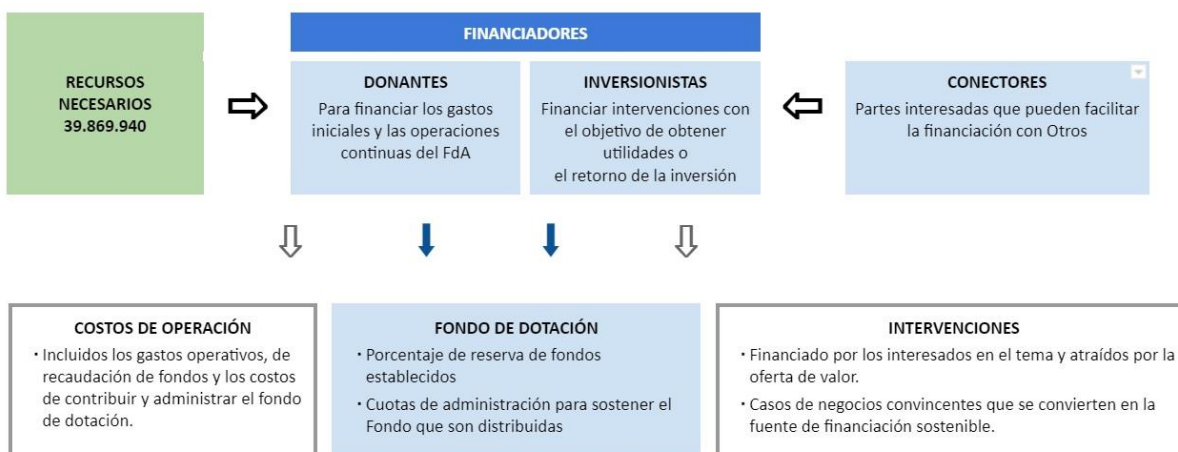 RECURSOS
NECESARIOS
39.869.940
FINANCIADORES
DONANTES
Para financiar los gastos
iniciales y las operaciones
continuas del FdA
INVERSIONISTAS
Financiar intervenciones con
el objetivo de obtener
utilidades o
el retorno de la inversión
CONECTORES
Partes interesadas que pueden facilitar
la financiación con Otros
COSTOS DE OPERACIÓN
· Incluidos los gastos operativos, de
recaudación de fondos y los costos
de contribuir y administrar el fondo
de dotación.
FONDO DE DOTACIÓN
· Porcentaje de reserva de fondos
establecidos
· Cuotas de administración para sostener el
Fondo que son distribuidas
INTERVENCIONES
· Financiado por los interesados en el tema y atraídos por la
oferta de valor.
· Casos de negocios convincentes que se convierten en la
fuente de financiación sostenible.